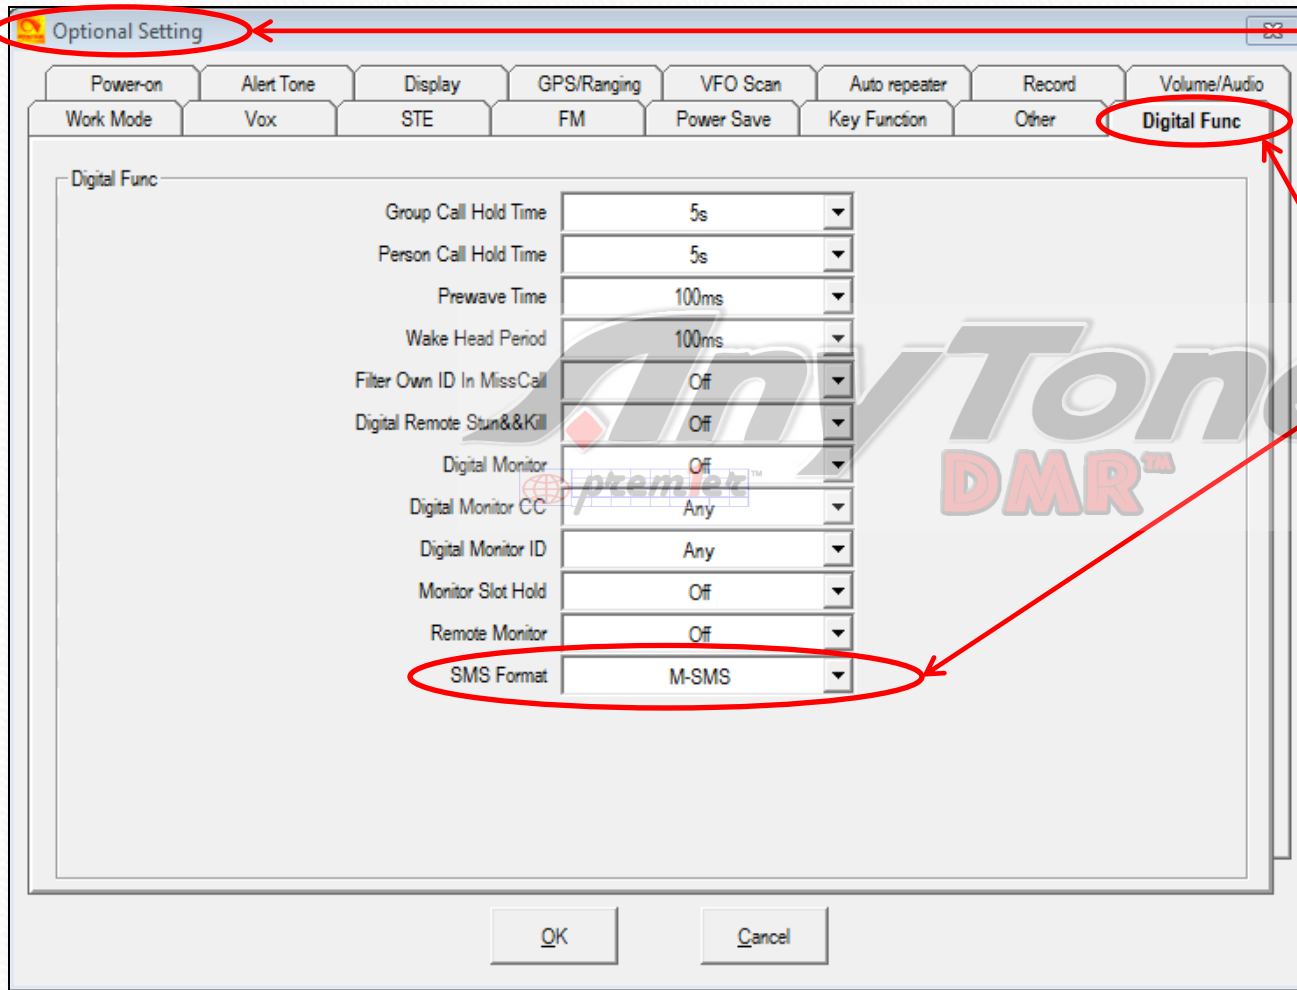 Optional Setting
Power-on Alert Tone Display GPS/Ranging VFO Scan Auto repeater Record Volume/Audio
Work Mode Vox STE FM Power Save Key Function Other Digital Func
Digital Func
Group Call Hold Time 5s
Person Call Hold Time 5s
Prewave Time 100ms
Wake Head Period 100ms
Filter Own ID In MissCall Off
Digital Remote Stun&&Kill Off
Digital Monitor Off
Digital Monitor CC Any
Digital Monitor ID Any
Monitor Slot Hold Off
Remote Monitor Off
SMS Format M-SMS
AnyTone
DMR™
premier™
OK Cancel